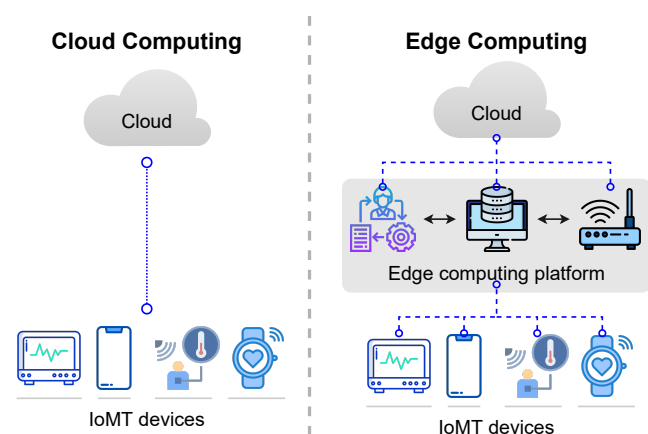 Cloud Computing
Cloud
IoMT devices
Edge Computing
Cloud
Edge computing platform
IoMT devices